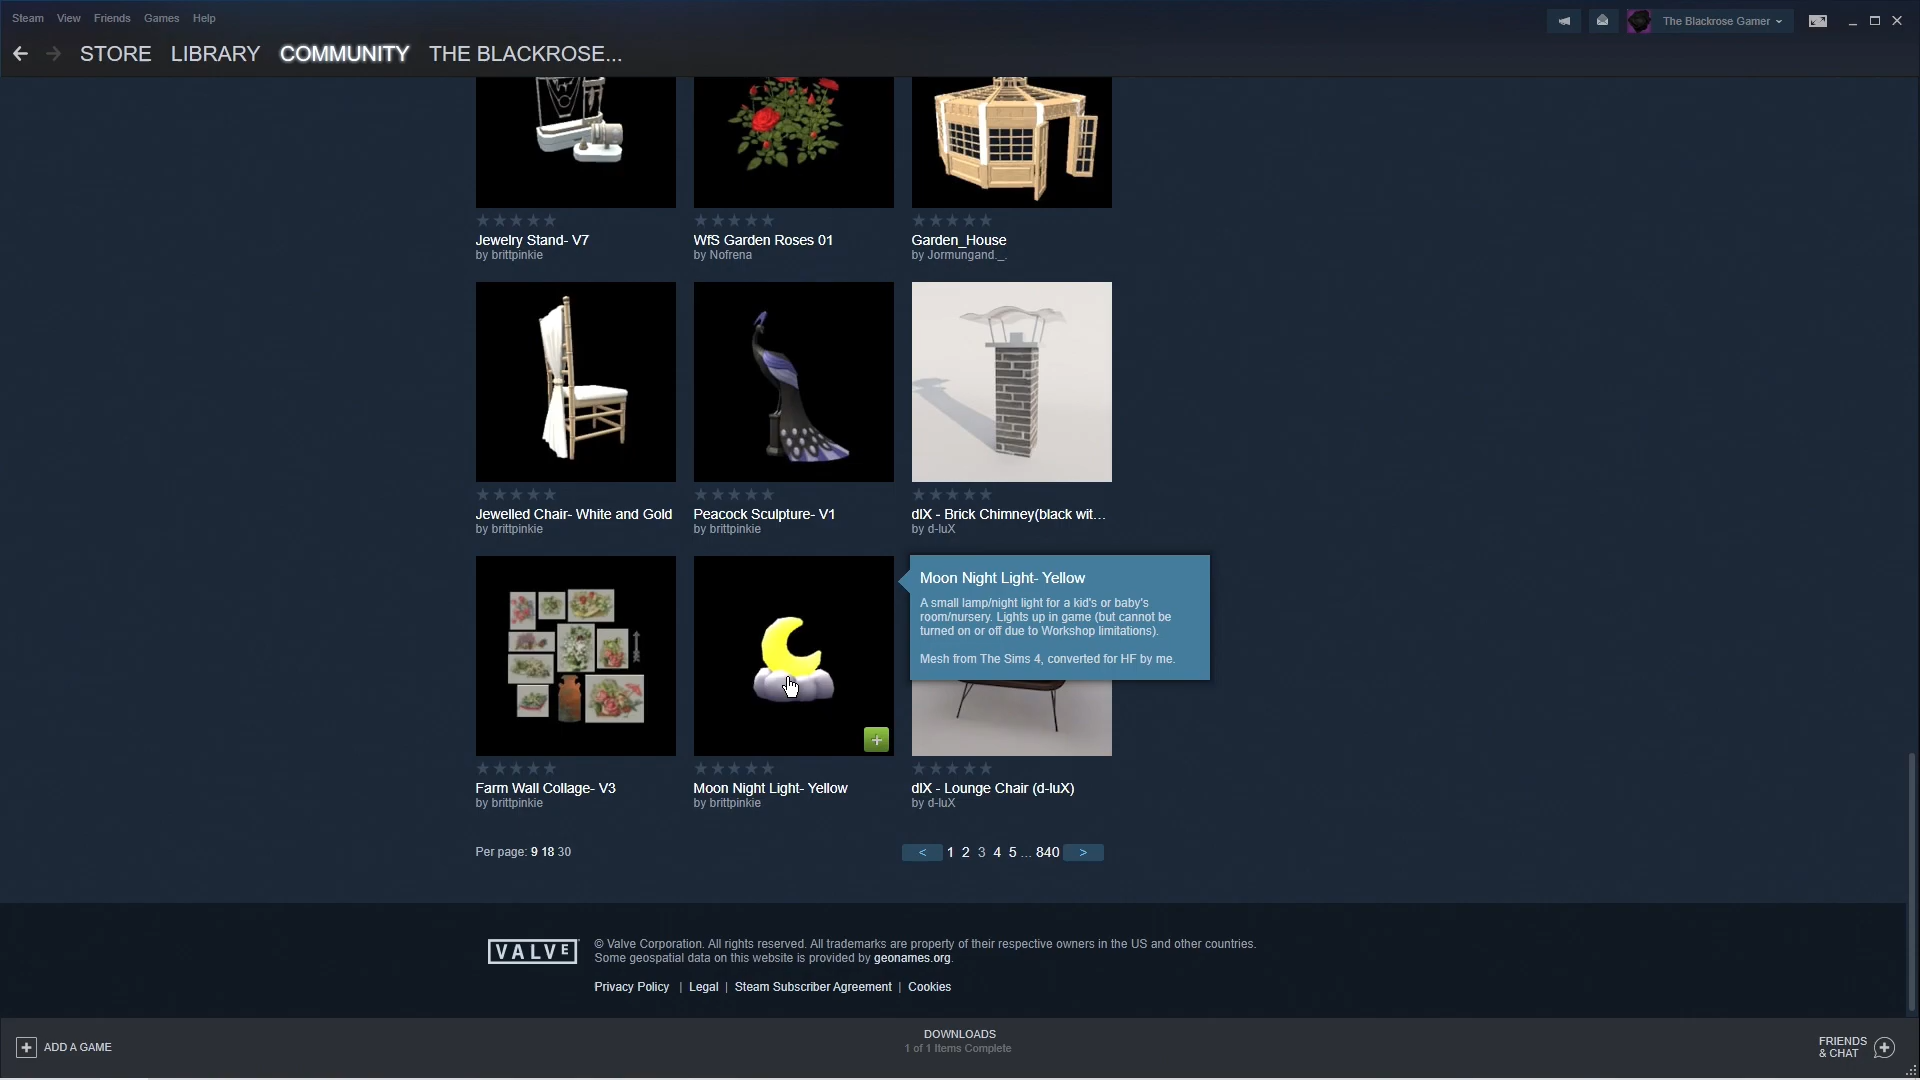 Steam View Friends Games Help
The Blackrose Gamer
STORE LIBRARY COMMUNITY THE BLACKROSE...
Jewelry Stand- V7
by brittpinkie
WfS Garden Roses 01
by Nofrena
Garden_House
by Jormungand._.
Jewelled Chair- White and Gold
by brittpinkie
Peacock Sculpture- V1
by brittpinkie
dlX - Brick Chimney(black wit...
by d-luX
Moon Night Light- Yellow
A small lamp/night light for a kid's or baby's
room/nursery. Lights up in game (but cannot be
turned on or off due to Workshop limitations).
Mesh from The Sims 4, converted for HF by me.
Farm Wall Collage- V3
by brittpinkie
Moon Night Light- Yellow
by brittpinkie
dlX - Lounge Chair (d-luX)
by d-luX
Per page: 9 18 30
< 1 2 3 4 5 ... 840 >
VALVE
© Valve Corporation. All rights reserved. All trademarks are property of their respective owners in the US and other countries.
Some geospatial data on this website is provided by geonames.org.
Privacy Policy | Legal | Steam Subscriber Agreement | Cookies
ADD A GAME
DOWNLOADS
1 of 1 Items Complete
FRIENDS
& CHAT